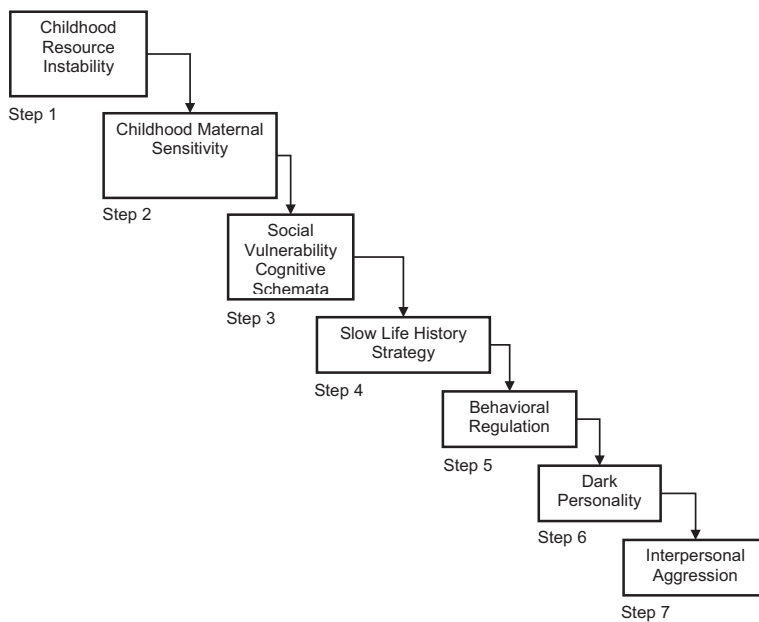 Childhood
Resource
Instability
Step 1
Childhood Maternal
Sensitivity
Step 2
Social
Vulnerability
Cognitive
Schemata
Step 3
Slow Life History
Strategy
Step 4
Behavioral
Regulation
Step 5
Dark
Personality
Step 6
Interpersonal
Aggression
Step 7